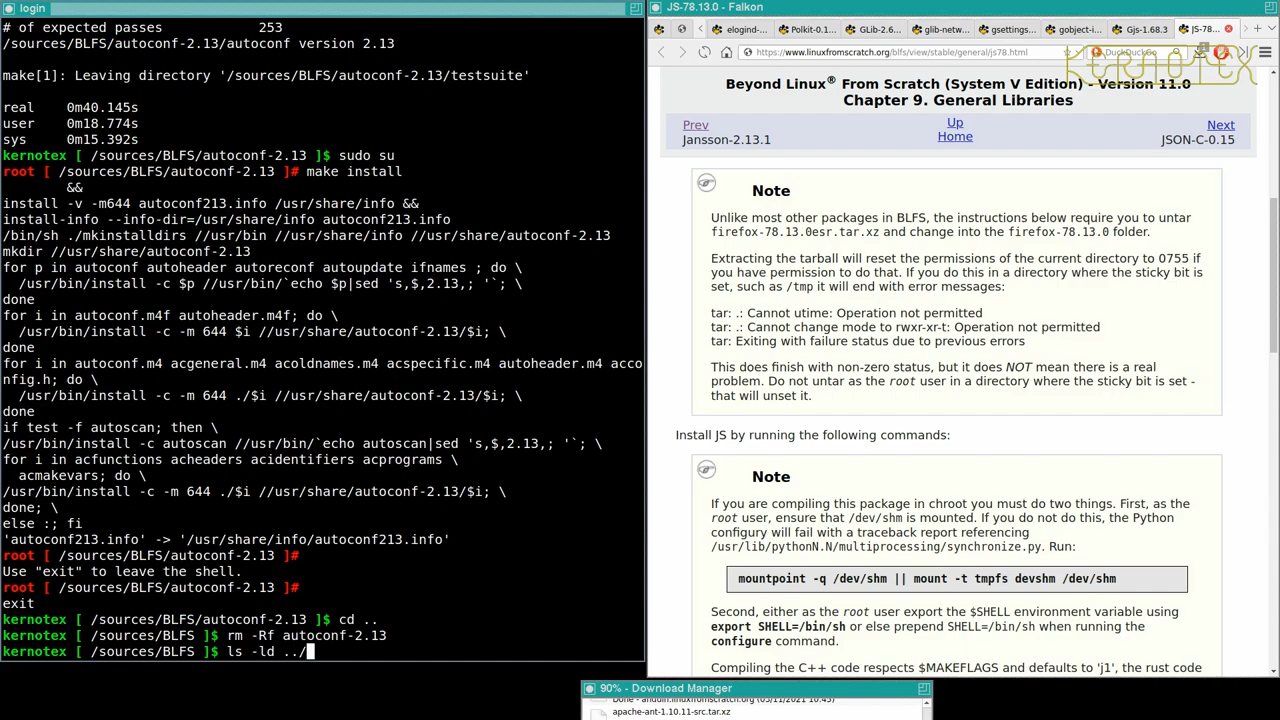 login
# of expected passes 253
/sources/BLFS/autoconf-2.13/autoconf version 2.13
make[1]: Leaving directory '/sources/BLFS/autoconf-2.13/testsuite'
real 0m40.145s
user 0m18.774s
sys 0m15.392s
kernotex [ /sources/BLFS/autoconf-2.13 ]$ sudo su
root [ /sources/BLFS/autoconf-2.13 ]# make install
&&
install -v -m644 autoconf213.info /usr/share/info &&
install-info --info-dir=/usr/share/info autoconf213.info
/bin/sh ./mkinstalldirs //usr/bin //usr/share/info //usr/share/autoconf-2.13
mkdir //usr/share/autoconf-2.13
for p in autoconf autoheader autoreconf autoupdate ifnames ; do \
/usr/bin/install -c $p //usr/bin/`echo $p|sed 's,$,2.13,; '`; \
done
for i in autoconf.m4f autoheader.m4f; do \
/usr/bin/install -c -m 644 $i //usr/share/autoconf-2.13/$i; \
done
for i in autoconf.m4 acgeneral.m4 acoldnames.m4 acspecific.m4 autoheader.m4 acco
nfig.h; do \
/usr/bin/install -c -m 644 ./$i //usr/share/autoconf-2.13/$i; \
done
if test -f autoscan; then \
/usr/bin/install -c autoscan //usr/bin/`echo autoscan|sed 's,$,2.13,; '`; \
for i in acfunctions acheaders acidentifiers acprograms \
acmakevars; do \
/usr/bin/install -c -m 644 ./$i //usr/share/autoconf-2.13/$i; \
done; \
else :; fi
'autoconf213.info' -> '/usr/share/info/autoconf213.info'
root [ /sources/BLFS/autoconf-2.13 ]#
Use "exit" to leave the shell.
root [ /sources/BLFS/autoconf-2.13 ]#
exit
kernotex [ /sources/BLFS/autoconf-2.13 ]$ cd ..
kernotex [ /sources/BLFS ]$ rm -Rf autoconf-2.13
kernotex [ /sources/BLFS ]$ ls -ld ../
JS-78.13.0 - Falkon
elogind-... Polkit-0.1... GLib-2.6... glib-netw... gsettings... gobject-i... Gjs-1.68.3 JS-78...
https://www.linuxfromscratch.org/blfs/view/stable/general/js78.html DuckDuckGo
KERNOTEX
Beyond Linux® From Scratch (System V Edition) - Version 11.0
Chapter 9. General Libraries
Prev Up Next
Jansson-2.13.1 Home JSON-C-0.15
Note
Unlike most other packages in BLFS, the instructions below require you to untar
firefox-78.13.0esr.tar.xz and change into the firefox-78.13.0 folder.
Extracting the tarball will reset the permissions of the current directory to 0755 if
you have permission to do that. If you do this in a directory where the sticky bit is
set, such as /tmp it will end with error messages:
tar: .: Cannot utime: Operation not permitted
tar: .: Cannot change mode to rwxr-xr-t: Operation not permitted
tar: Exiting with failure status due to previous errors
This does finish with non-zero status, but it does NOT mean there is a real
problem. Do not untar as the root user in a directory where the sticky bit is set -
that will unset it.
Install JS by running the following commands:
Note
If you are compiling this package in chroot you must do two things. First, as the
root user, ensure that /dev/shm is mounted. If you do not do this, the Python
configury will fail with a traceback report referencing
/usr/lib/pythonN.N/multiprocessing/synchronize.py. Run:
mountpoint -q /dev/shm || mount -t tmpfs devshm /dev/shm
Second, either as the root user export the $SHELL environment variable using
export SHELL=/bin/sh or else prepend SHELL=/bin/sh when running the
configure command.
Compiling the C++ code respects $MAKEFLAGS and defaults to 'j1', the rust code
90% - Download Manager
Done - anduin.linuxfromscratch.org (05/11/2021 10:45)
apache-ant-1.10.11-src.tar.xz